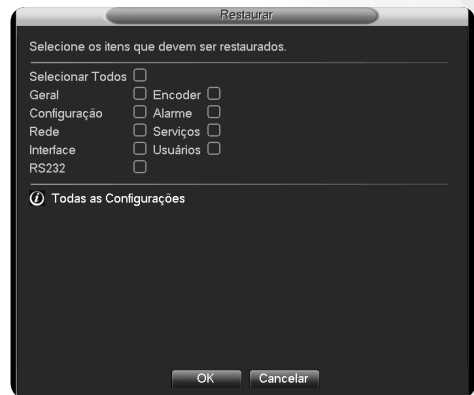 Restaurar
Selecione os itens que devem ser restaurados.
Selecionar Todos
Geral Encoder
Configuração Alarme
Rede Serviços
Interface Usuários
RS232
Todas as Configurações
OK Cancelar